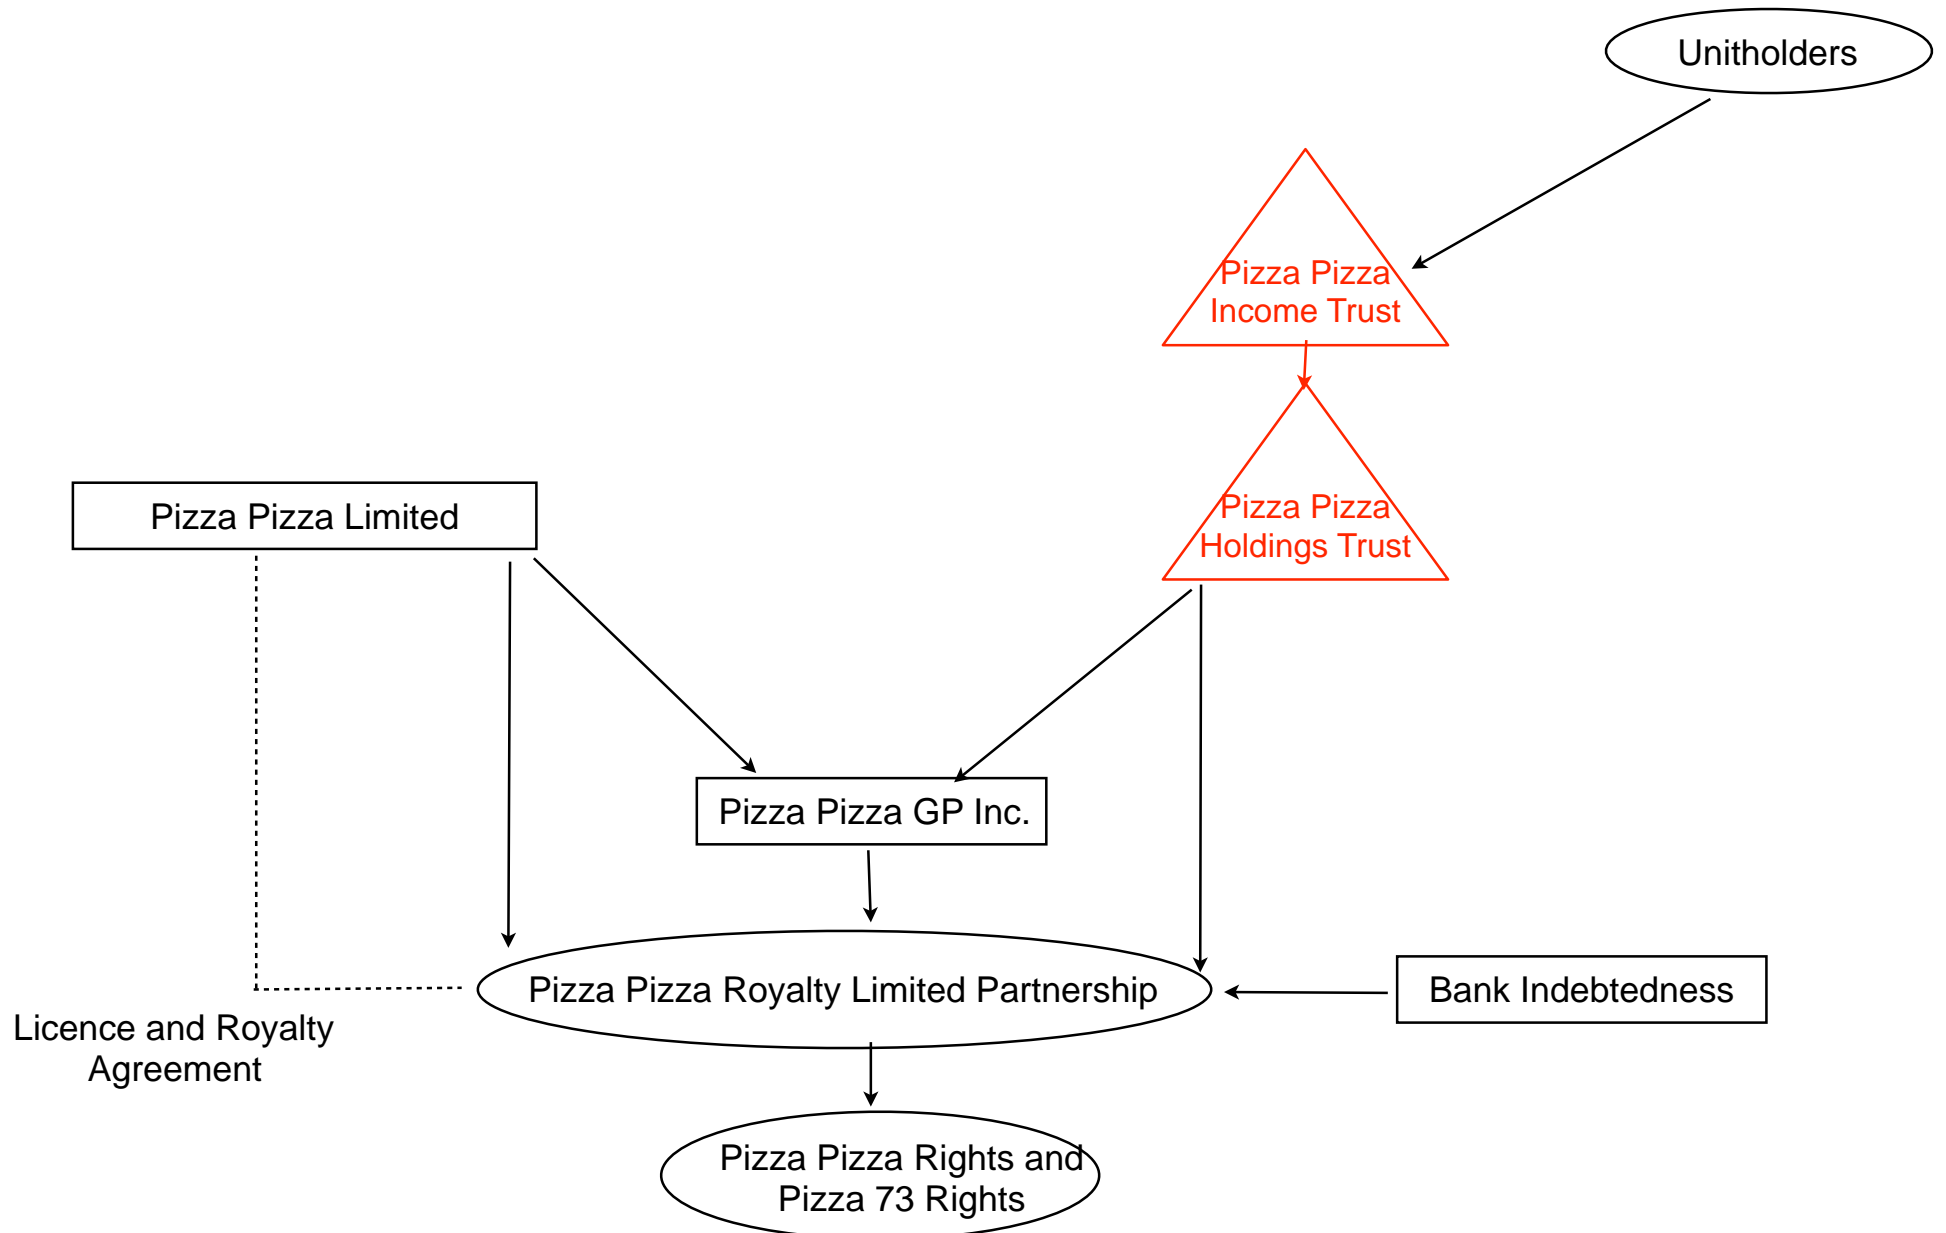 Unitholders
Pizza Pizza
Income Trust
Pizza Pizza
Holdings Trust
Pizza Pizza Limited
Pizza Pizza GP Inc.
Pizza Pizza Royalty Limited Partnership
Bank Indebtedness
Licence and Royalty
Agreement
Pizza Pizza Rights and
Pizza 73 Rights